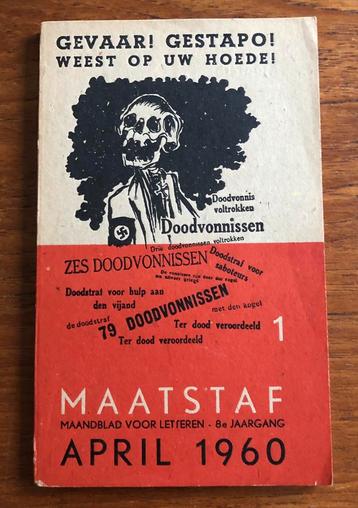 GEVAAR! GESTAPO!
WEEST OP UW HOEDE!
Doodvonnis
voltrokken
Doodvonnissen
Drie doodvonnissen voltrokken
ZES DOODVONNISSEN
Doodstraf voor
saboteurs
Doodstraf voor hulp aan
den vijand
de doodstraf
79 DOODVONNISSEN
met den kogel
Ter dood veroordeeld
Ter dood veroordeeld
1
MAATSTAF
MAANDBLAD VOOR LETTEREN - 8e JAARGANG
APRIL 1960